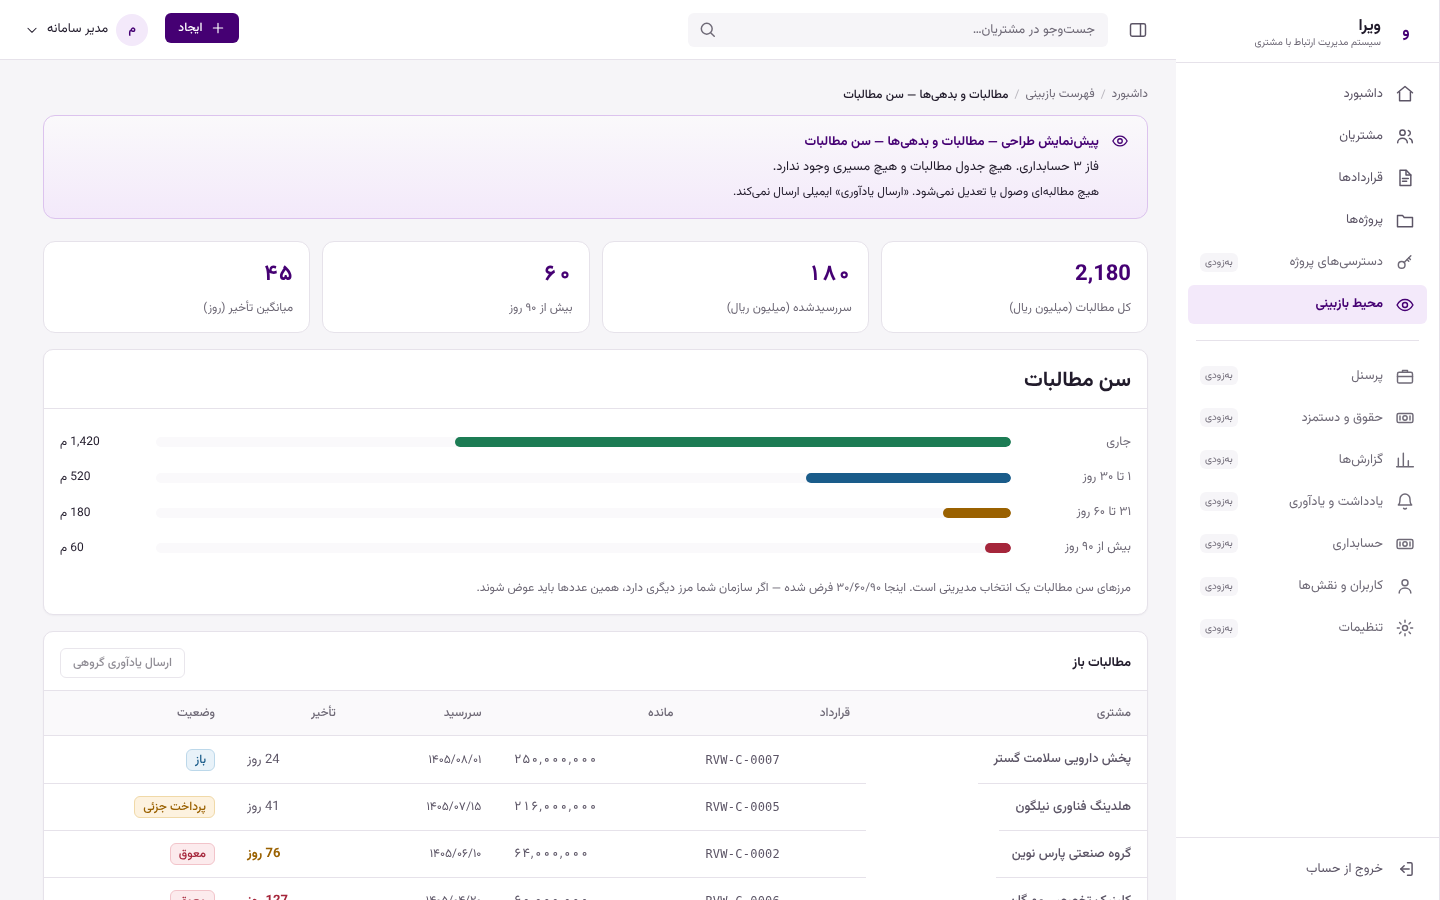 و
ویرا
سیستم مدیریت ارتباط با مشتری
جست‌وجو در مشتریان...
ایجاد
م
مدیر سامانه
داشبورد
مشتریان
قراردادها
پروژه‌ها
دسترسی‌های پروژه
به‌زودی
محیط بازبینی
پرسنل
به‌زودی
حقوق و دستمزد
به‌زودی
گزارش‌ها
به‌زودی
یادداشت و یادآوری
به‌زودی
حسابداری
به‌زودی
کاربران و نقش‌ها
به‌زودی
تنظیمات
به‌زودی
خروج از حساب
داشبورد / فهرست بازبینی / مطالبات و بدهی‌ها — سن مطالبات
پیش‌نمایش طراحی — مطالبات و بدهی‌ها — سن مطالبات
فاز ۳ حسابداری. هیچ جدول مطالبات و هیچ مسیری وجود ندارد.
هیچ مطالبه‌ای وصول یا تعدیل نمی‌شود. «ارسال یادآوری» ایمیلی ارسال نمی‌کند.
2,180
کل مطالبات (میلیون ریال)
۱۸۰
سررسیدشده (میلیون ریال)
۶۰
بیش از ۹۰ روز
۴۵
میانگین تأخیر (روز)
سن مطالبات
جاری 1,420 م
۱ تا ۳۰ روز 520 م
۳۱ تا ۶۰ روز 180 م
بیش از ۹۰ روز 60 م
مرزهای سن مطالبات یک انتخاب مدیریتی است. اینجا ۳۰/۶۰/۹۰ فرض شده — اگر سازمان شما مرز دیگری دارد، همین عددها باید عوض شوند.
مطالبات باز
ارسال یادآوری گروهی
مشتری قرارداد مانده سررسید تأخیر وضعیت
پخش دارویی سلامت گستر RVW-C-0007 ۲۵۰,۰۰۰,۰۰۰ ۱۴۰۵/۰۸/۰۱ 24 روز باز
هلدینگ فناوری نیلگون RVW-C-0005 ۲۱۶,۰۰۰,۰۰۰ ۱۴۰۵/۰۷/۱۵ 41 روز پرداخت جزئی
گروه صنعتی پارس نوین RVW-C-0002 ۶۴,۰۰۰,۰۰۰ ۱۴۰۵/۰۶/۱۰ 76 روز معوق